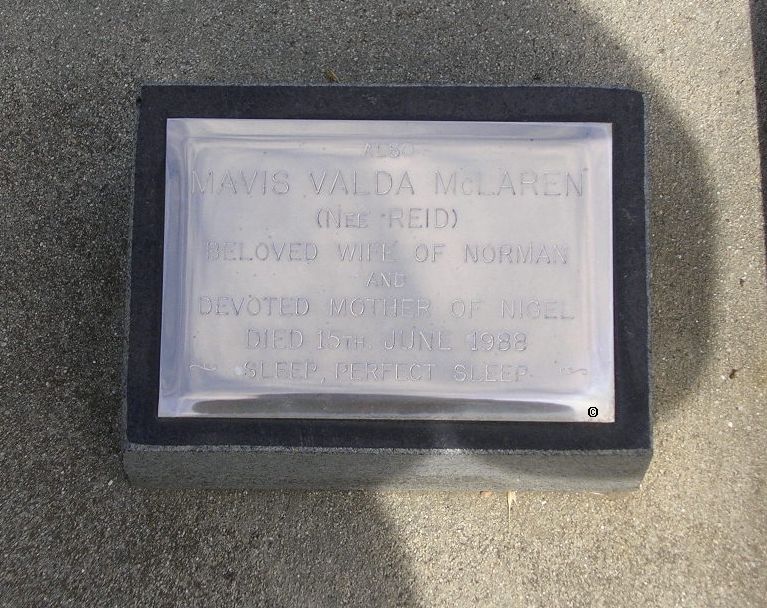 ALSO
MAVIS VALDA McLAREN
(NEE REID)
BELOVED WIFE OF NORMAN
AND
DEVOTED MOTHER OF NIGEL
DIED 15TH. JUNE 1988
SLEEP, PERFECT SLEEP
©